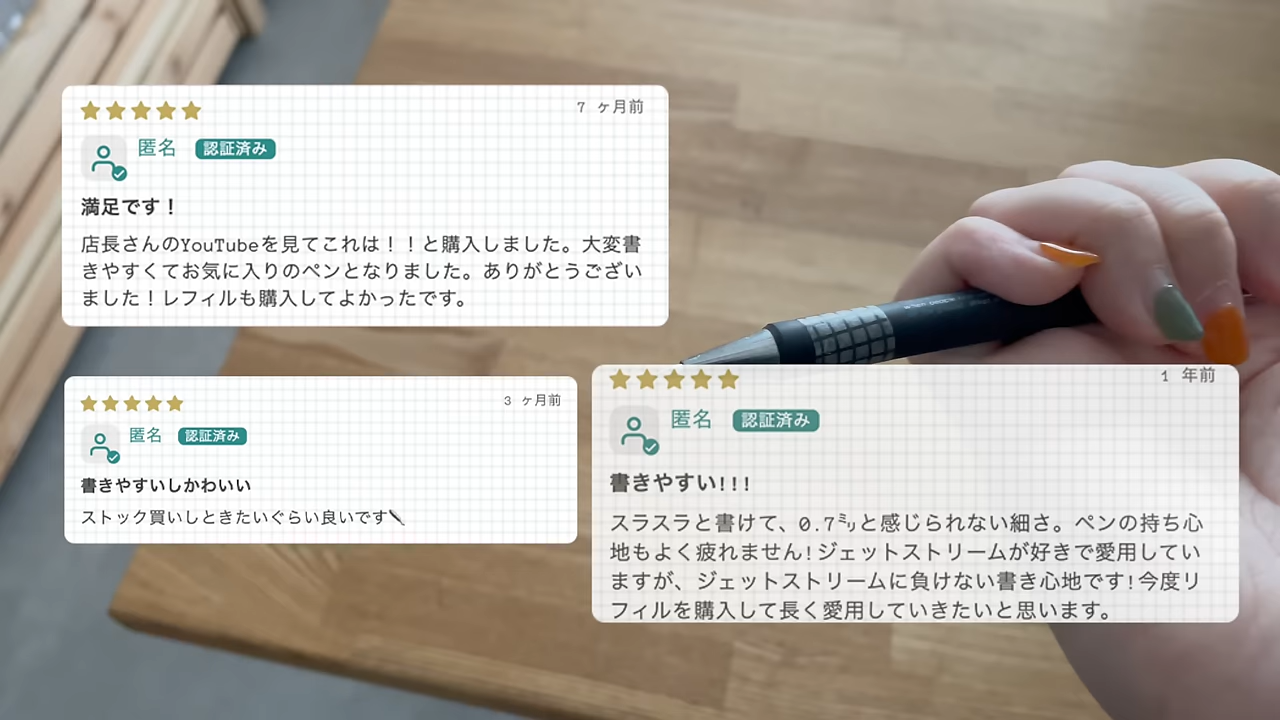 7 ヶ月前
匿名 認証済み
満足です！
店長さんのYouTubeを見てこれは！！と購入しました。大変書
きやすくてお気に入りのペンとなりました。ありがとうござい
ました！レフィルも購入してよかったです。
3 ヶ月前
匿名 認証済み
書きやすいしかわいい
ストック買いしときたいぐらい良いです
1 年前
匿名 認証済み
書きやすい!!!
スラスラと書けて、0.7㍉と感じられない細さ。ペンの持ち心
地もよく疲れません!ジェットストリームが好きで愛用してい
ますが、ジェットストリームに負けない書き心地です!今度リ
フィルを購入して長く愛用していきたいと思います。